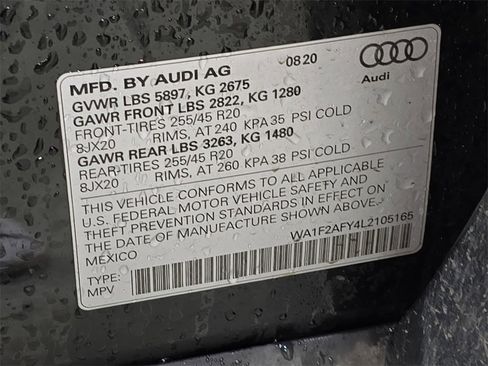 08 20
MFD. BY AUDI AG
Audi
GVWR LBS 5897, KG 2675
GAWR FRONT LBS 2822, KG 1280
FRONT-TIRES 255/45 R20
8JX20 RIMS, AT 240 KPA 35 PSI COLD
GAWR REAR LBS 3263, KG 1480
REAR-TIRES 255/45 R20
8JX20 RIMS, AT 260 KPA 38 PSI COLD
THIS VEHICLE CONFORMS TO ALL APPLICABLE
U.S. FEDERAL MOTOR VEHICLE SAFETY AND
THEFT PREVENTION STANDARDS IN EFFECT ON
THE DATE OF MANUFACTURE SHOWN ABOVE.
MEXICO
WA1F2AFY4L2105165
TYPE:
MPV